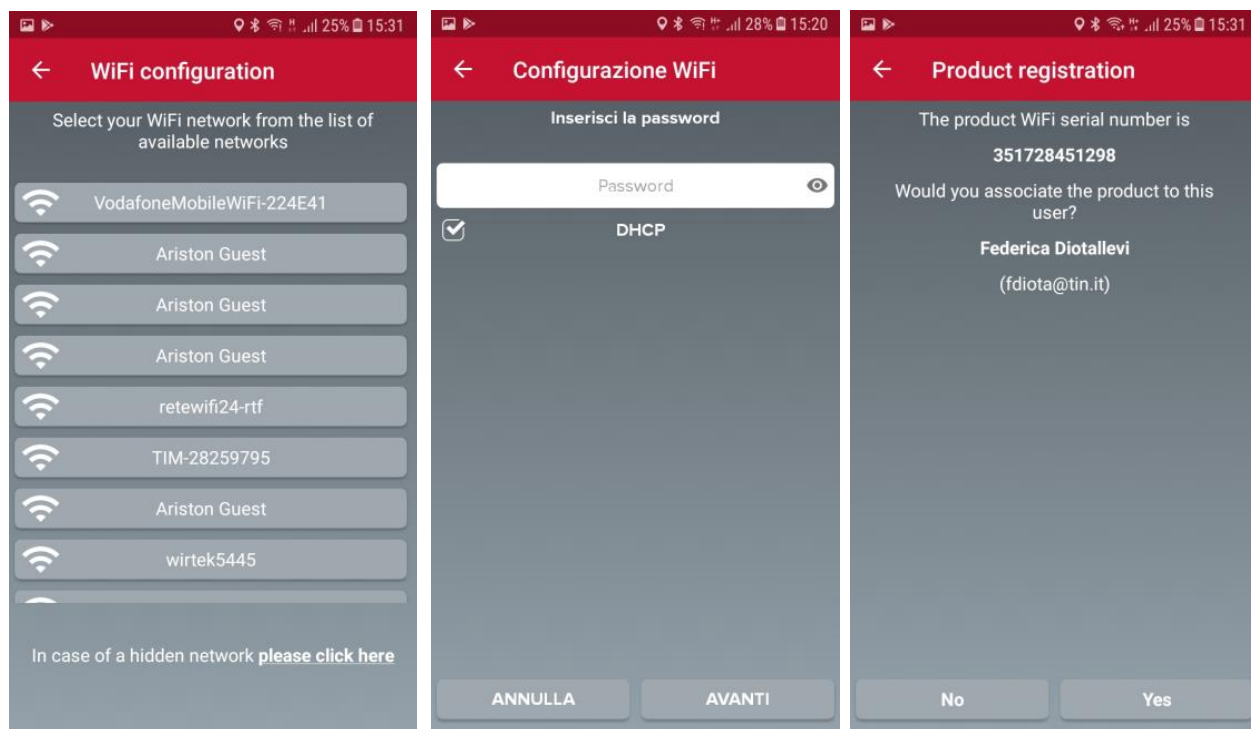 25% 15:31
WiFi configuration
Select your WiFi network from the list of
available networks
VodafoneMobileWiFi-224E41
Ariston Guest
Ariston Guest
Ariston Guest
retewifi24-rtf
TIM-28259795
Ariston Guest
wirtek5445
In case of a hidden network please click here
28% 15:20
Configurazione WiFi
Inserisci la password
Password
DHCP
ANNULLA
AVANTI
25% 15:31
Product registration
The product WiFi serial number is
351728451298
Would you associate the product to this
user?
Federica Diotallevi
(fdiota@tin.it)
No
Yes